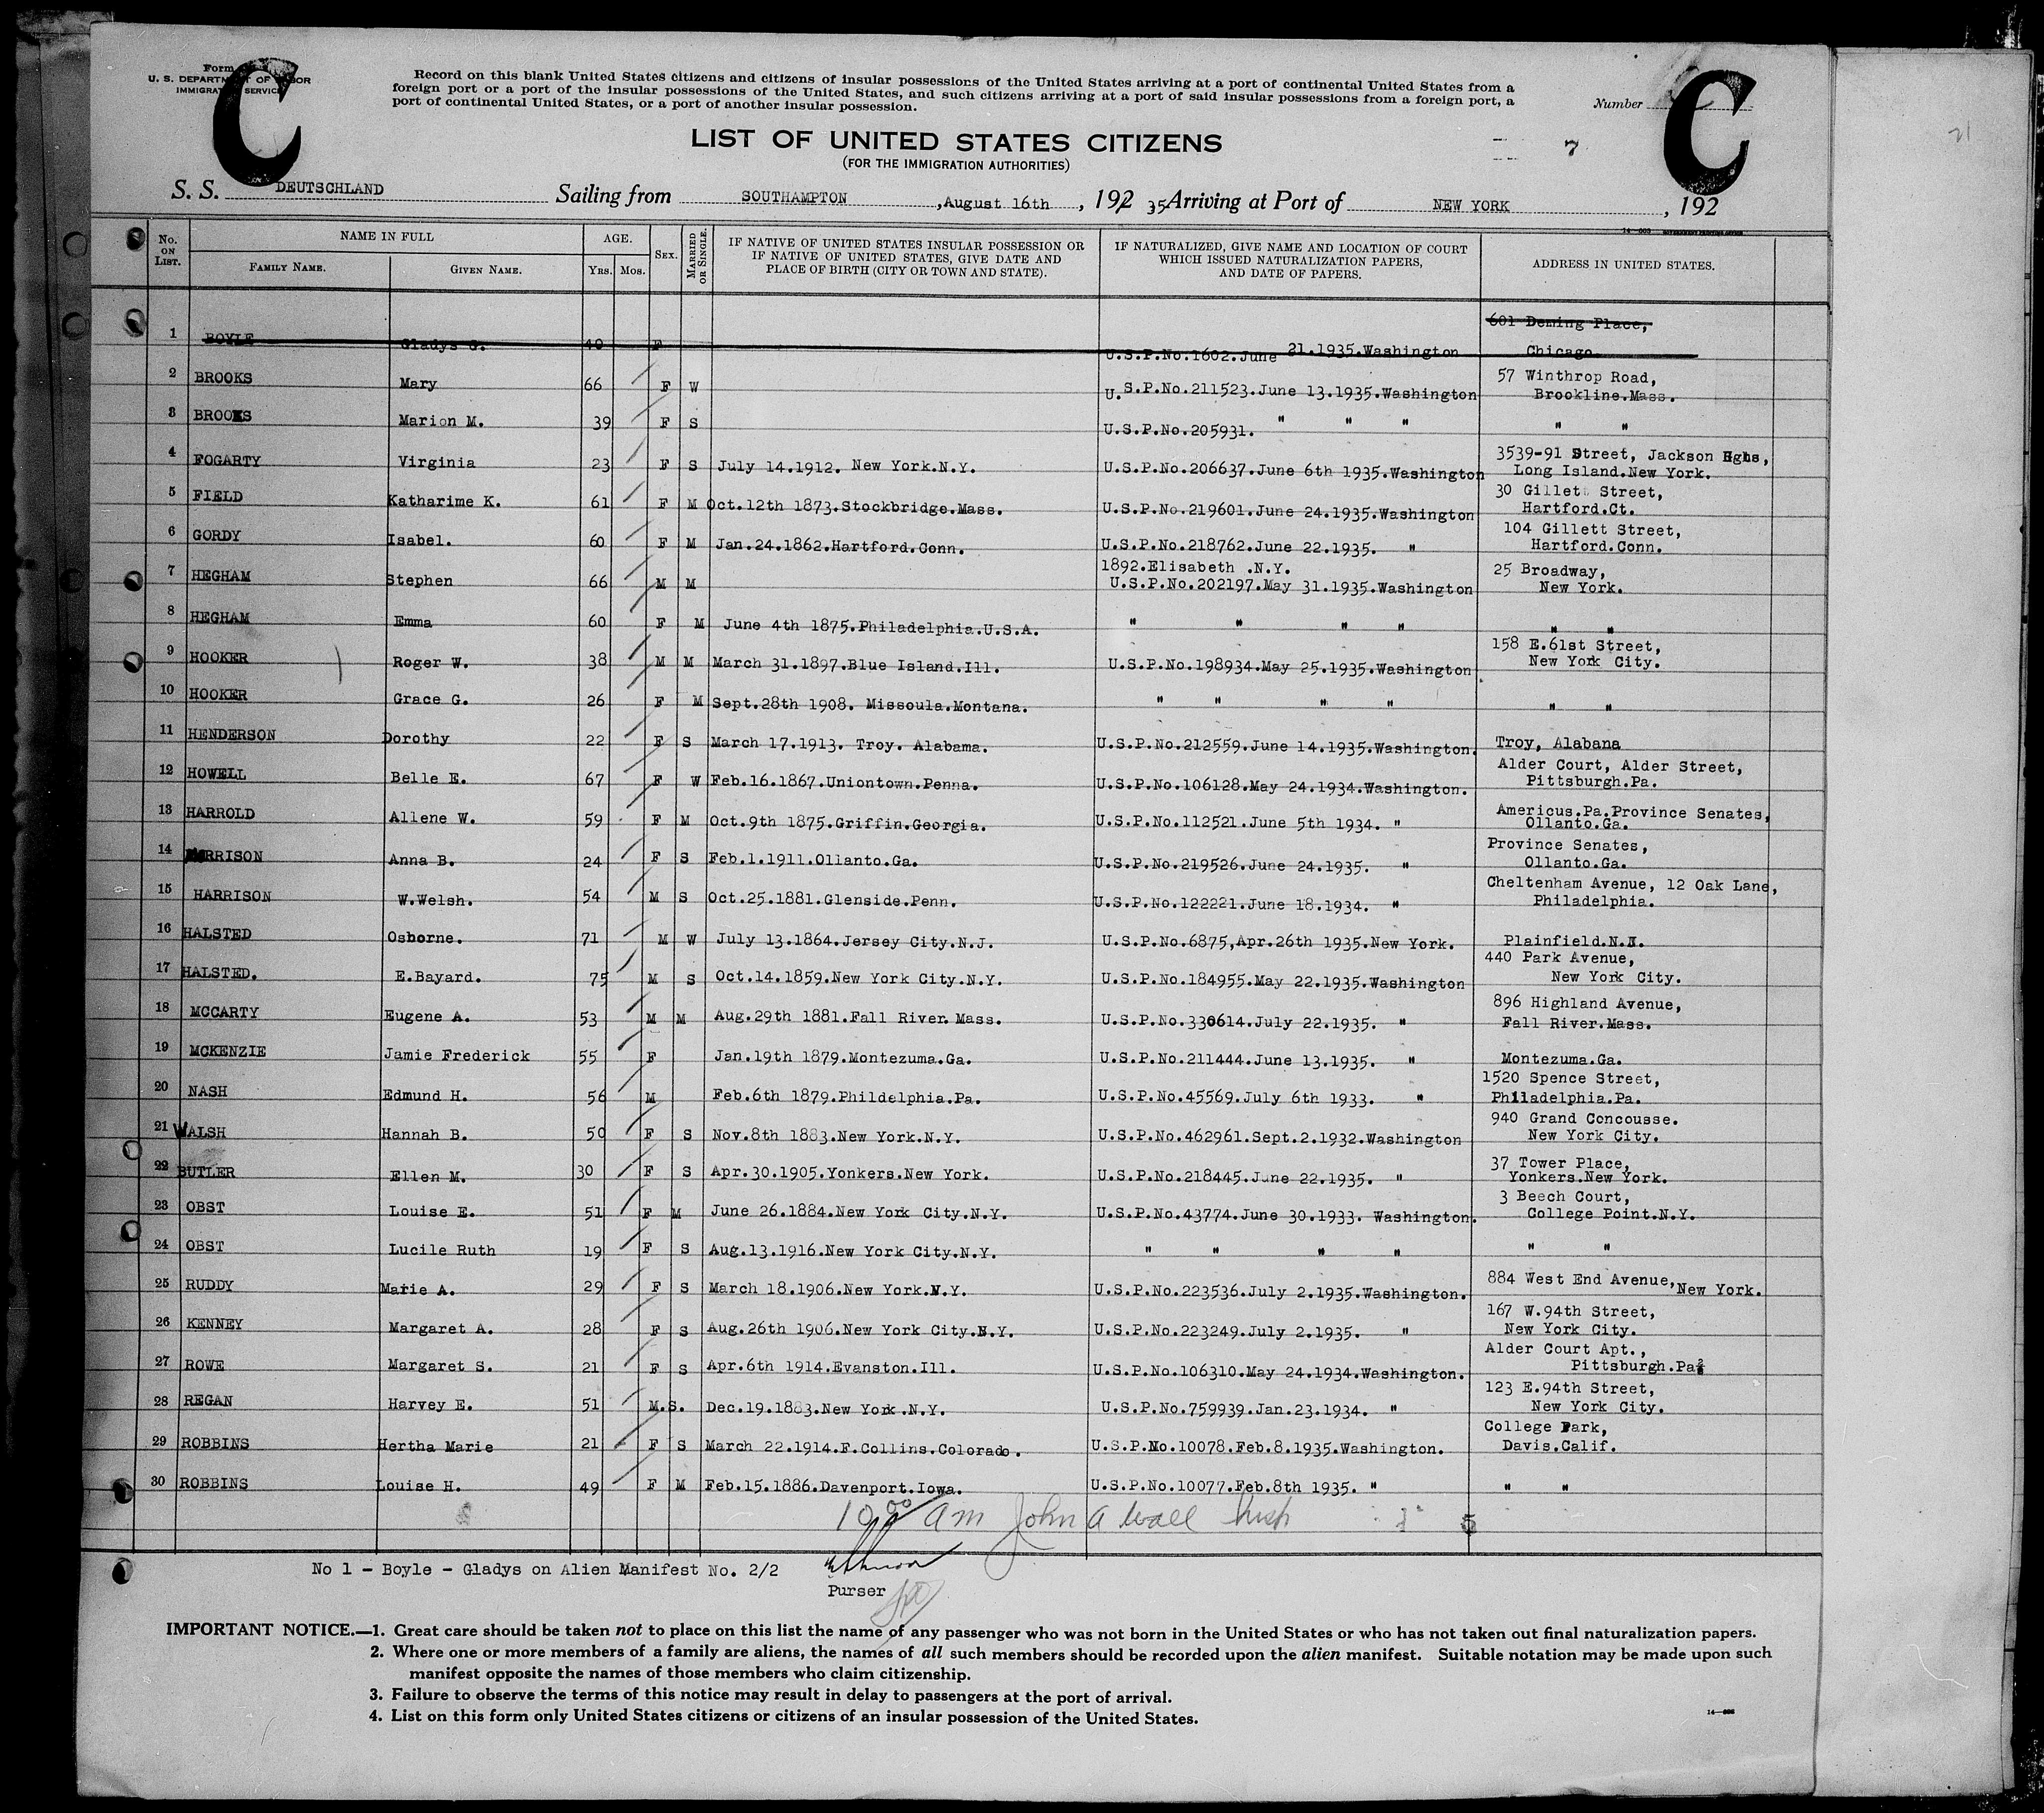 Form
U. S. DEPARTMENT OF LABOR
IMMIGRATION SERVICE
C
Record on this blank United States citizens and citizens of insular possessions of the United States arriving at a port of continental United States from a
foreign port or a port of the insular possessions of the United States, and such citizens arriving at a port of said insular possessions from a foreign port, a
port of continental United States, or a port of another insular possession.
Number
C
21
LIST OF UNITED STATES CITIZENS
(FOR THE IMMIGRATION AUTHORITIES)
7
S. S. DEUTSCHLAND Sailing from SOUTHAMPTON ,August 16th , 192 35 Arriving at Port of NEW YORK , 192
No. ON LIST. NAME IN FULL FAMILY NAME. GIVEN NAME. AGE. YRS. MOS. SEX. MARRIED OR SINGLE. IF NATIVE OF UNITED STATES INSULAR POSSESSION OR IF NATIVE OF UNITED STATES, GIVE DATE AND PLACE OF BIRTH (CITY OR TOWN AND STATE). IF NATURALIZED, GIVE NAME AND LOCATION OF COURT WHICH ISSUED NATURALIZATION PAPERS, AND DATE OF PAPERS. ADDRESS IN UNITED STATES.
601 Deming Place,
1 BOYLE Gladys G. 40 F U.S.P.No.1602.June 21.1935.Washington Chicago
2 BROOKS Mary 66 F W U.S.P.No.211523.June 13.1935.Washington 57 Winthrop Road,
Brookline.Mass.
3 BROOKS Marion M. 39 F S U.S.P.No.205931. " " " " "
4 FOGARTY Virginia 23 F S July 14.1912. New York.N.Y. U.S.P.No.206637.June 6th 1935.Washington 3539-91 Street, Jackson Hghs,
Long Island.New York.
5 FIELD Katharime K. 61 F M Oct.12th 1873.Stockbridge.Mass. U.S.P.No.219601.June 24.1935.Washington 30 Gillett Street,
Hartford.Ct.
6 GORDY Isabel. 60 F M Jan.24.1862.Hartford.Conn. U.S.P.No.218762.June 22.1935. " 104 Gillett Street,
Hartford.Conn.
1892.Elisabeth .N.Y.
7 HEGHAM Stephen 66 M M U.S.P.No.202197.May 31.1935.Washington 25 Broadway,
New York.
8 HEGHAM Emma 60 F M June 4th 1875.Philadelphia.U.S.A. " " " " " "
9 HOOKER Roger W. 38 M M March 31.1897.Blue Island.Ill. U.S.P.No.198934.May 25.1935.Washington 158 E.61st Street,
New York City.
10 HOOKER Grace G. 26 F M Sept.28th 1908. Missoula.Montana. " " " " " "
11 HENDERSON Dorothy 22 F S March 17.1913. Troy. Alabama. U.S.P.No.212559.June 14.1935.Washington. Troy, Alabana
12 HOWELL Belle E. 67 F W Feb.16.1867.Uniontown.Penna. U.S.P.No.106128.May 24.1934.Washington. Alder Court, Alder Street,
Pittsburgh.Pa.
13 HARROLD Allene W. 59 F M Oct.9th 1875.Griffin.Georgia. U.S.P.No.112521.June 5th 1934. " Americus.Pa.Province Senates,
Ollanto.Ga.
14 RRISON Anna B. 24 F S Feb.1.1911.Ollanto.Ga. U.S.P.No.219526.June 24.1935. " Province Senates,
Ollanto.Ga.
15 HARRISON W.Welsh. 54 M S Oct.25.1881.Glenside.Penn. U.S.P.No.122221.June 18.1934. " Cheltenham Avenue, 12 Oak Lane,
Philadelphia.
16 HALSTED Osborne. 71 M W July 13.1864.Jersey City.N.J. U.S.P.No.6875,Apr.26th 1935.New York. Plainfield.N.
17 HALSTED. E.Bayard. 75 M S Oct.14.1859.New York City.N.Y. U.S.P.No.184955.May 22.1935.Washington 440 Park Avenue,
New York City.
18 MCCARTY Eugene A. 53 M M Aug.29th 1881.Fall River. Mass. U.S.P.No.330614.July 22.1935. " 896 Highland Avenue,
Fall River.Mass.
19 MCKENZIE Jamie Frederick 55 F Jan.19th 1879.Montezuma.Ga. U.S.P.No.211444.June 13.1935. " Montezuma.Ga.
20 NASH Edmund H. 56 M Feb.6th 1879.Phildelphia.Pa. U.S.P.No.45569.July 6th 1933. " 1520 Spence Street,
Philadelphia.Pa.
21 WALSH Hannah B. 50 F S Nov.8th 1883.New York.N.Y. U.S.P.No.462961.Sept.2.1932.Washington 940 Grand Concousse.
New York City.
22 BUTLER Ellen M. 30 F S Apr.30.1905.Yonkers.New York. U.S.P.No.218445.June 22.1935. " 37 Tower Place,
Yonkers.New York.
23 OBST Louise E. 51 F M June 26.1884.New York City.N.Y. U.S.P.No.43774.June 30.1933. Washington. 3 Beech Court,
College Point.N.Y.
24 OBST Lucile Ruth 19 F S Aug.13.1916.New York City.N.Y. " " " " " "
25 RUDDY Marie A. 29 F S March 18.1906.New York.N.Y. U.S.P.No.223536.July 2.1935.Washington. 884 West End Avenue, New York.
26 KENNEY Margaret A. 28 F S Aug.26th 1906.New York City.N.Y. U.S.P.No.223249.July 2.1935. " 167 W.94th Street,
New York City.
27 ROWE Margaret S. 21 F S Apr.6th 1914.Evanston.Ill. U.S.P.No.106310.May 24.1934.Washington. Alder Court Apt.,
Pittsburgh.Pa
28 REGAN Harvey E. 51 M.S. Dec.19.1883.New York.N.Y. U.S.P.No.759939.Jan.23.1934. " 123 E.94th Street,
New York City.
29 ROBBINS Hertha Marie 21 F S March 22.1914.F.Collins.Colorado. U.S.P.No.10078.Feb.8.1935.Washington. College Park,
Davis.Calif.
30 ROBBINS Louise H. 49 F M Feb.15.1886.Davenport.Iowa. U.S.P.No.10077.Feb.8th 1935. " " "
10 00 am John A Wall Insp 5
No 1 - Boyle - Gladys on Alien Manifest No. 2/2
Purser
IMPORTANT NOTICE.—1. Great care should be taken not to place on this list the name of any passenger who was not born in the United States or who has not taken out final naturalization papers.
2. Where one or more members of a family are aliens, the names of all such members should be recorded upon the alien manifest. Suitable notation may be made upon such
manifest opposite the names of those members who claim citizenship.
3. Failure to observe the terms of this notice may result in delay to passengers at the port of arrival.
4. List on this form only United States citizens or citizens of an insular possession of the United States.